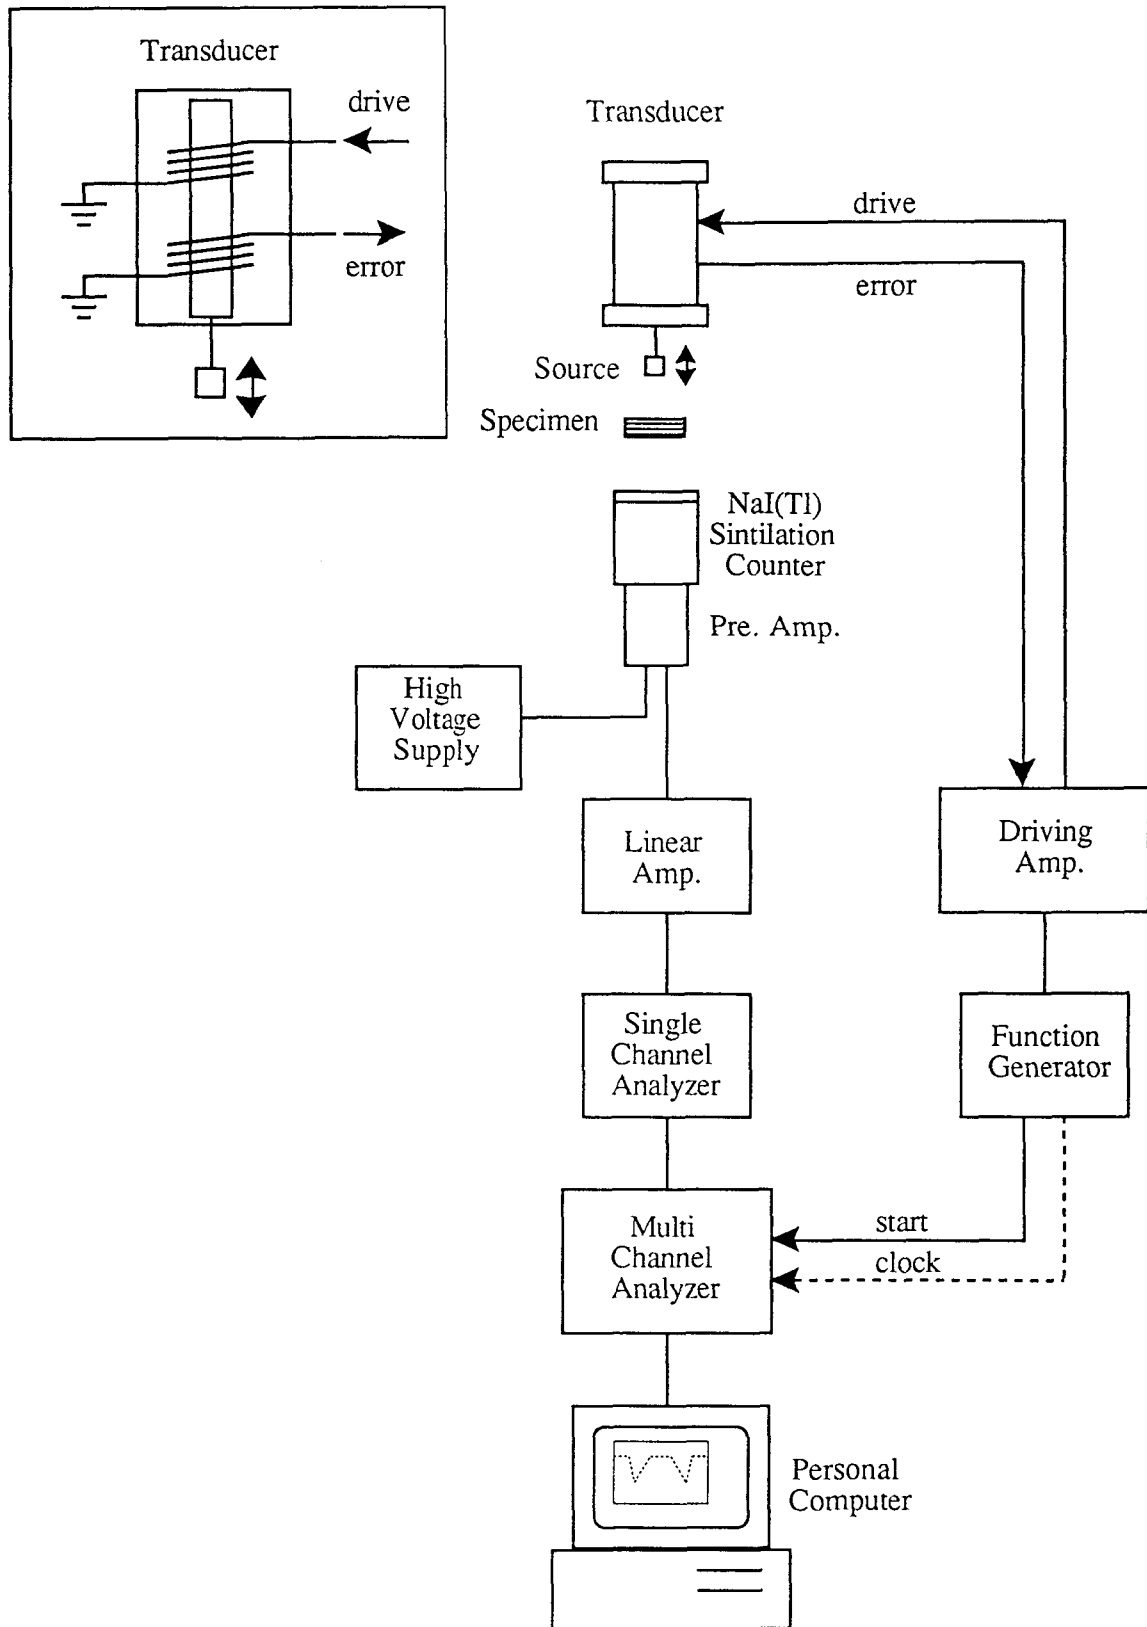 Transducer
drive
error
Transducer
drive
error
Source
Specimen
NaI(Tl)
Sintilation
Counter
Pre. Amp.
High
Voltage
Supply
Linear
Amp.
Driving
Amp.
Single
Channel
Analyzer
Function
Generator
Multi
Channel
Analyzer
start
clock
Personal
Computer